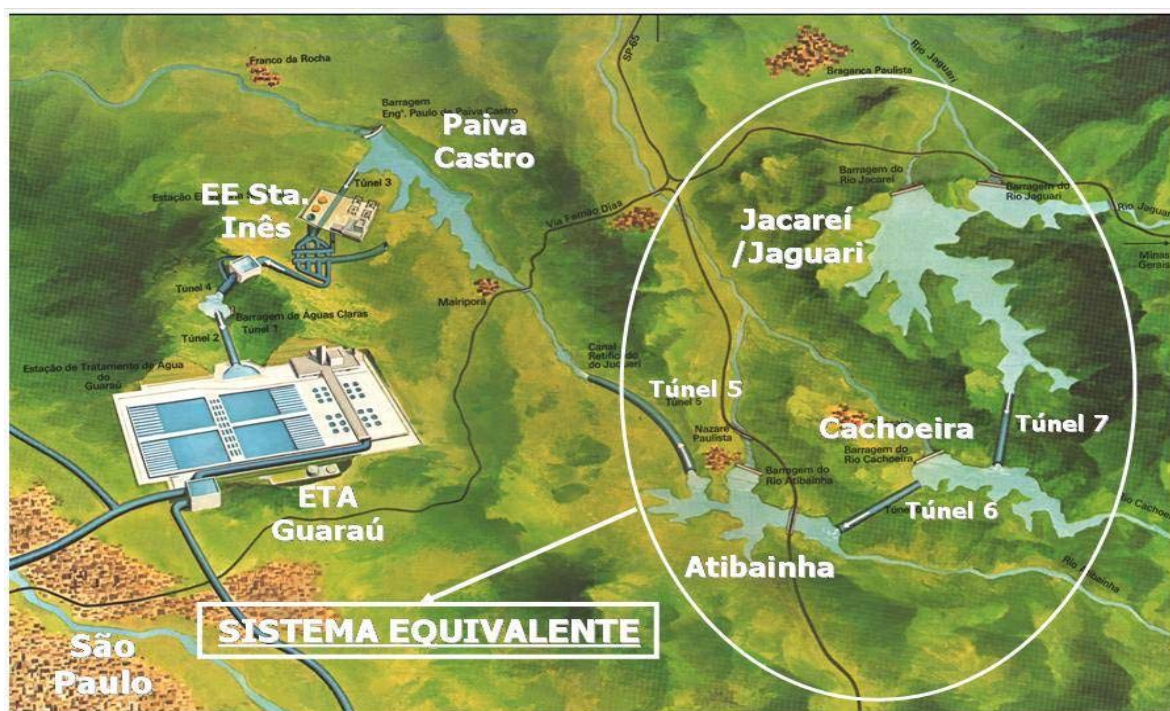 Franco da Rocha
Barragem
Engº. Paulo de Paiva Castro
Paiva
Castro
Túnel 3
EE Sta.
Inês
Túnel 4
Barragem de Águas Claras
Túnel 1
Túnel 2
Estação de Tratamento de Água
do
Guaraú
ETA
Guaraú
Mairiporã
Via Fernão Dias
SP-65
Bragança Paulista
Rio Jaguari
Barragem do
Rio Jacareí
Barragem do
Rio Jaguari
Jacareí
/Jaguari
Minas
Gerais
Canal
Retificado
do Juquari
Túnel 5
Túnel 5
Nazaré
Paulista
Barragem do
Rio Atibainha
Cachoeira
Barragem do
Rio Cachoeira
Túnel 7
Túnel 6
Atibainha
Rio Atibainha
SISTEMA EQUIVALENTE
São
Paulo